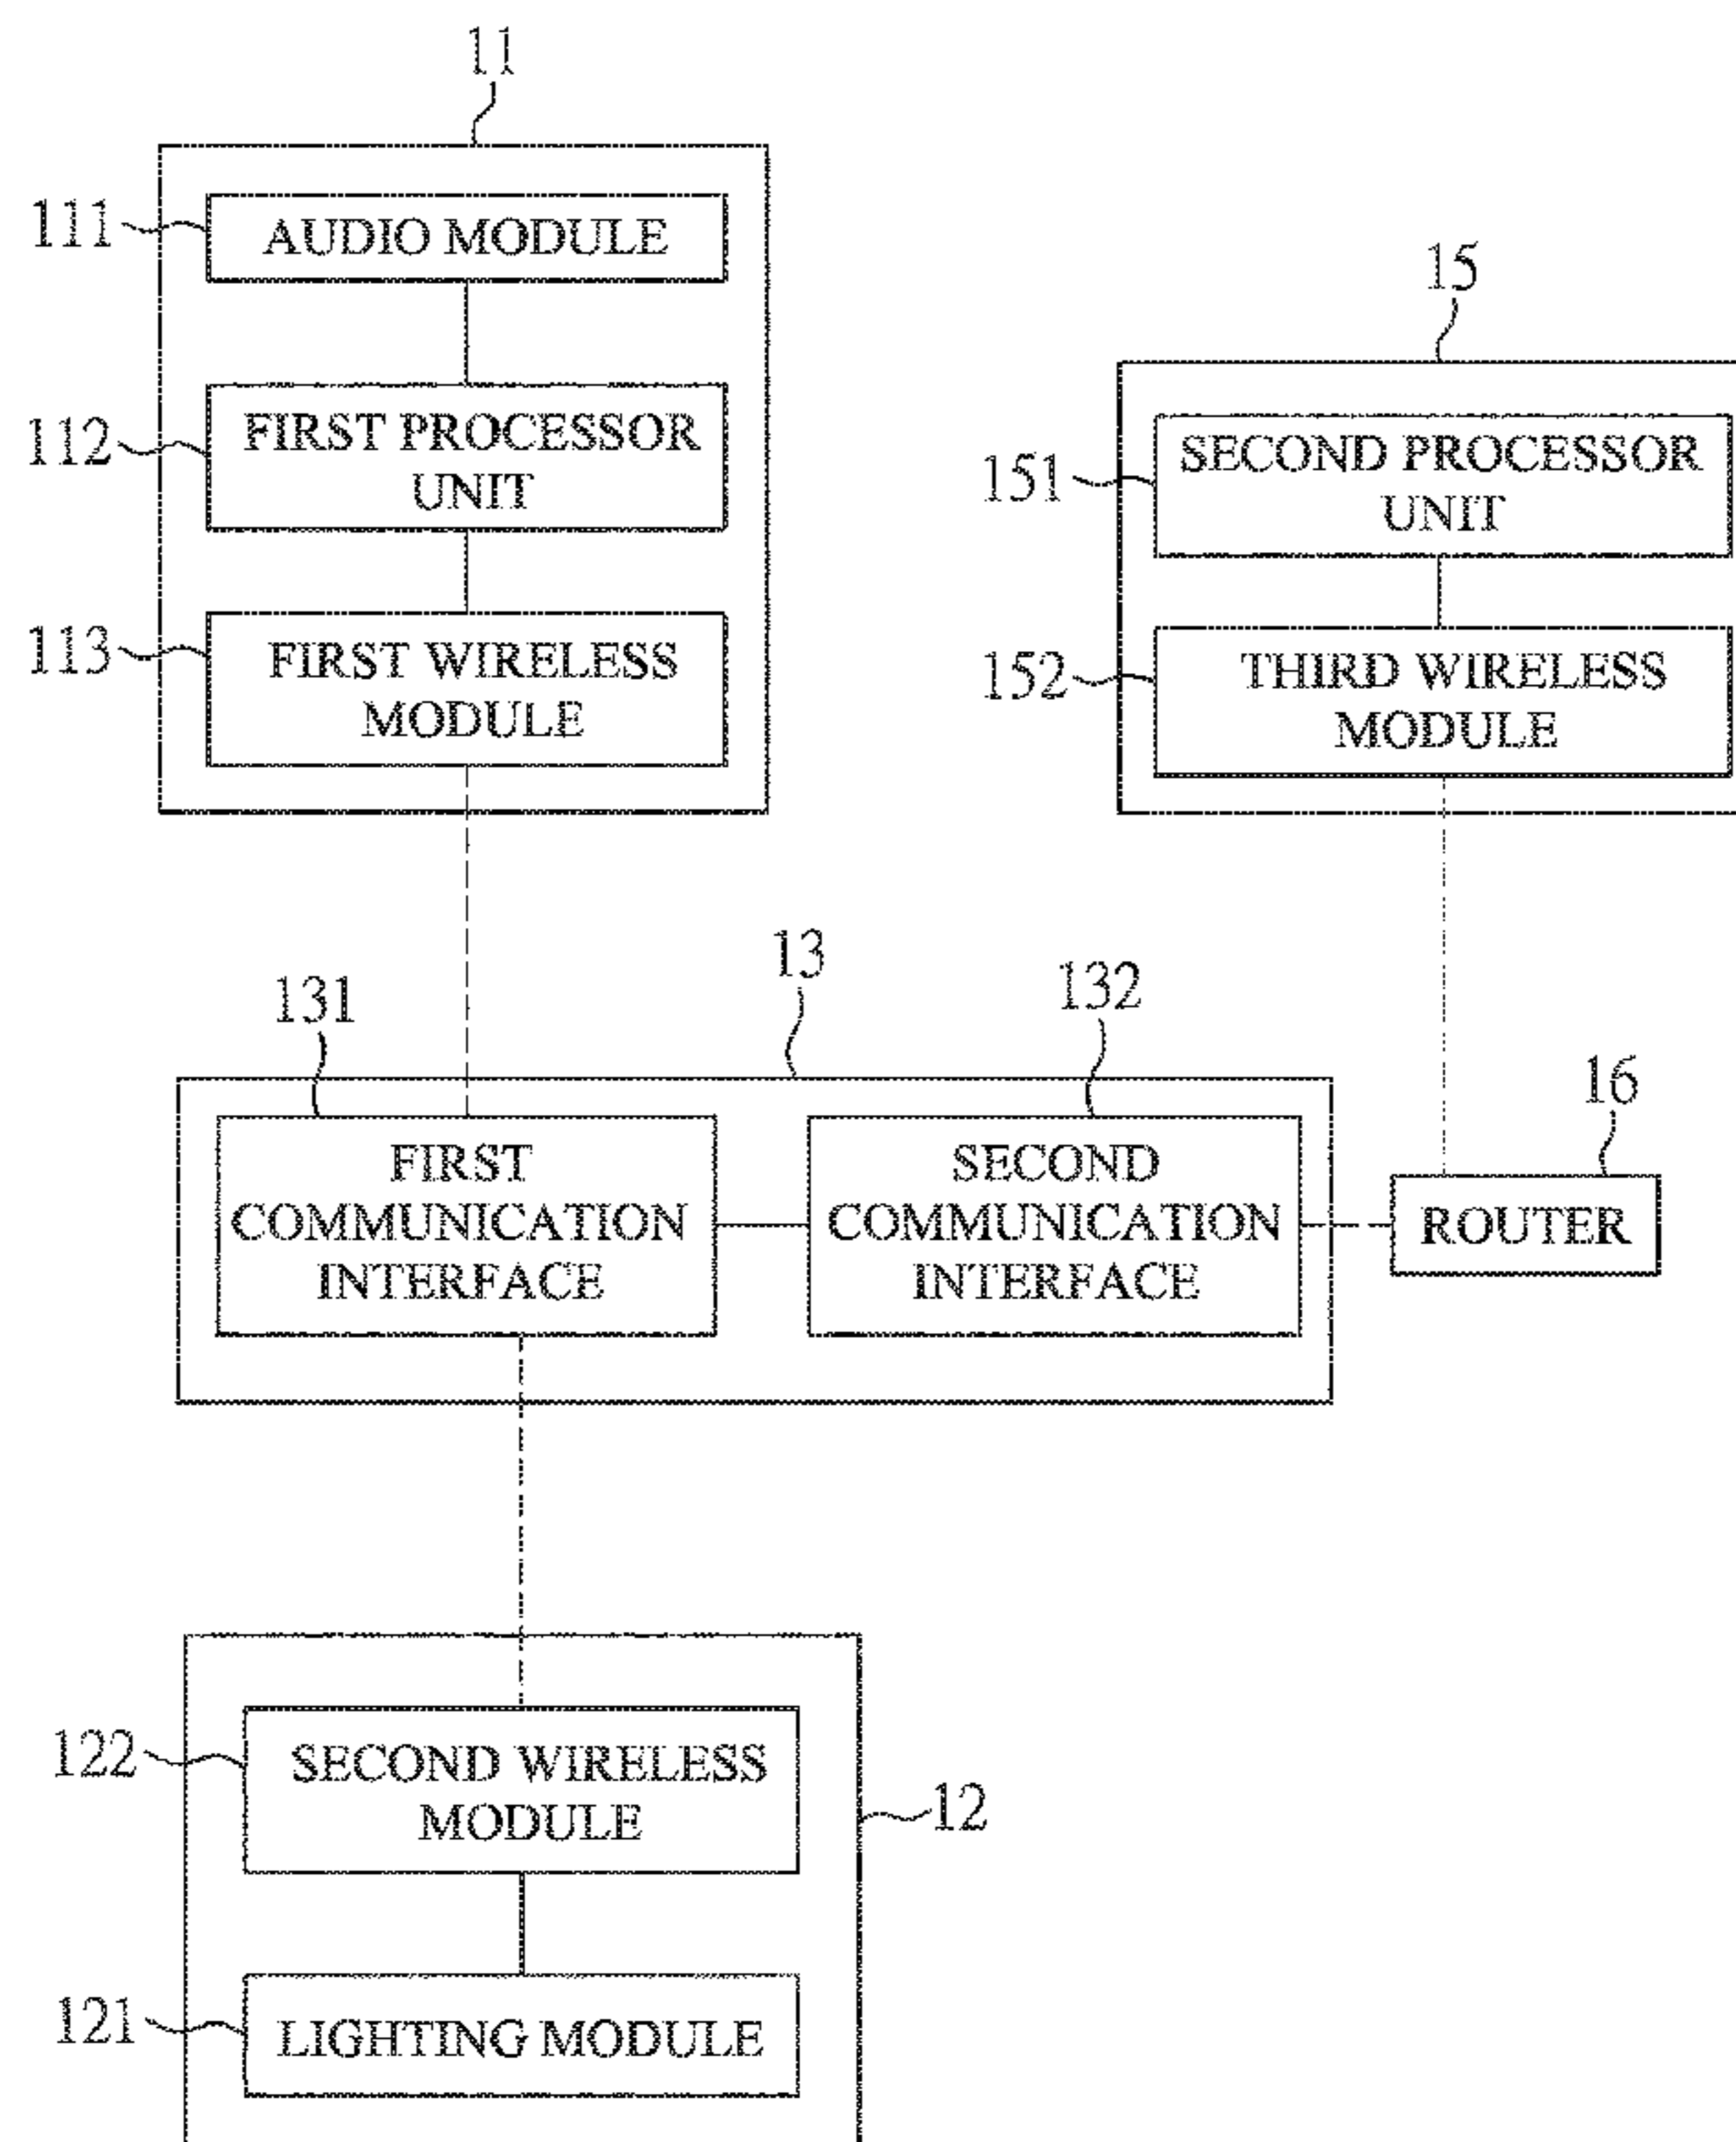 11
111
AUDIO MODULE
112
FIRST PROCESSOR
UNIT
113
FIRST WIRELESS
MODULE
15
151
SECOND PROCESSOR
UNIT
152
THIRD WIRELESS
MODULE
13
131
132
FIRST
COMMUNICATION
INTERFACE
SECOND
COMMUNICATION
INTERFACE
16
ROUTER
122
SECOND WIRELESS
MODULE
12
121
LIGHTING MODULE